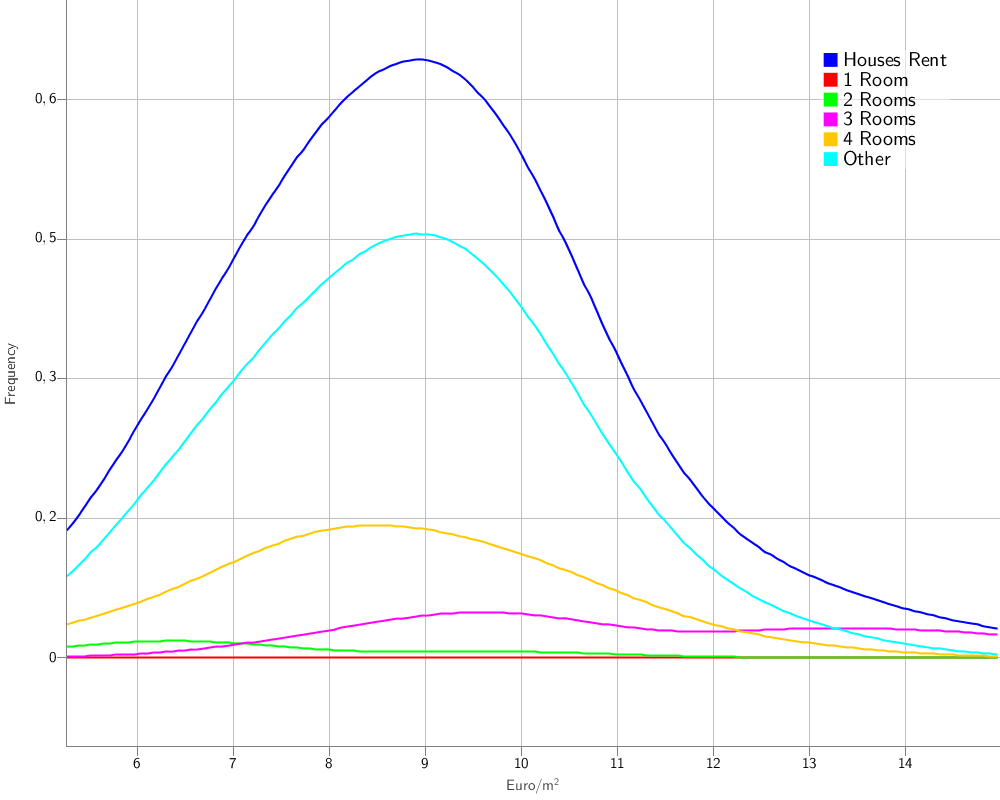 Houses Rent
1 Room
2 Rooms
3 Rooms
4 Rooms
Other
0, 6
0, 5
0, 3
0, 2
0
Frequency
6 7 8 9 10 11 12 13 14
Euro/m²